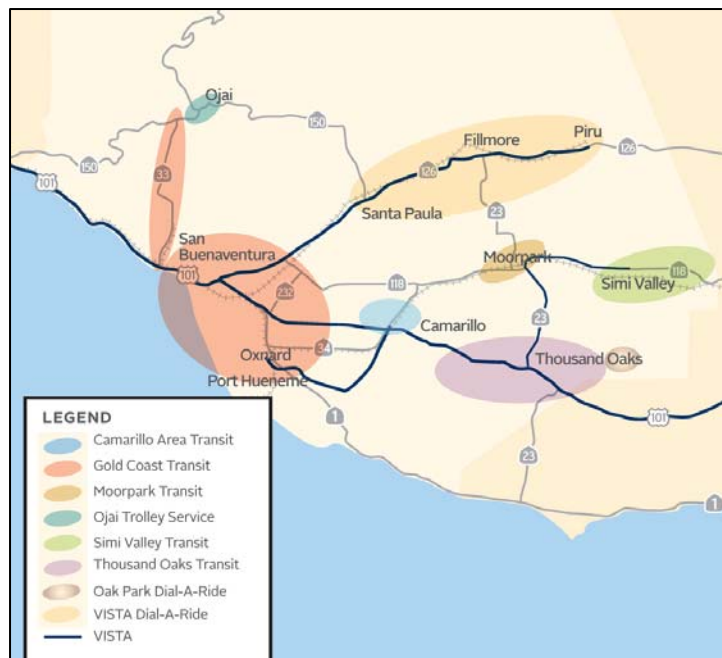 Ojai
150
Fillmore
Piru
126
150
33
126
101
Santa Paula
23
San
Buenaventura
Moorpark
101
118
118
Simi Valley
232
Camarillo
23
34
Oxnard
Thousand Oaks
Port Hueneme
1
101
23
1
LEGEND
Camarillo Area Transit
Gold Coast Transit
Moorpark Transit
Ojai Trolley Service
Simi Valley Transit
Thousand Oaks Transit
Oak Park Dial-A-Ride
VISTA Dial-A-Ride
VISTA